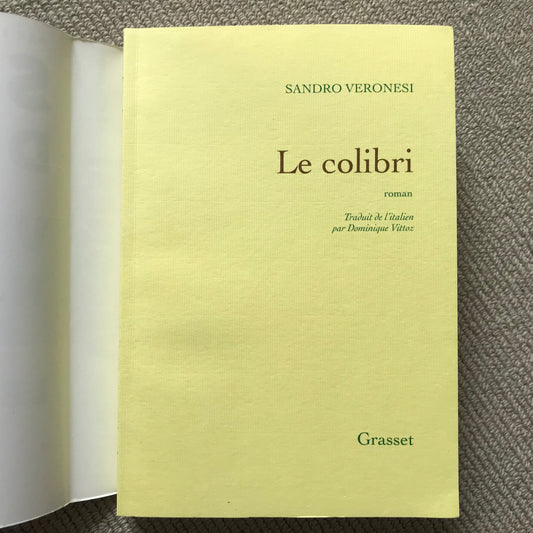 SANDRO VERONESI
Le colibri
roman
Traduit de l'italien
par Dominique Vittoz
Grasset